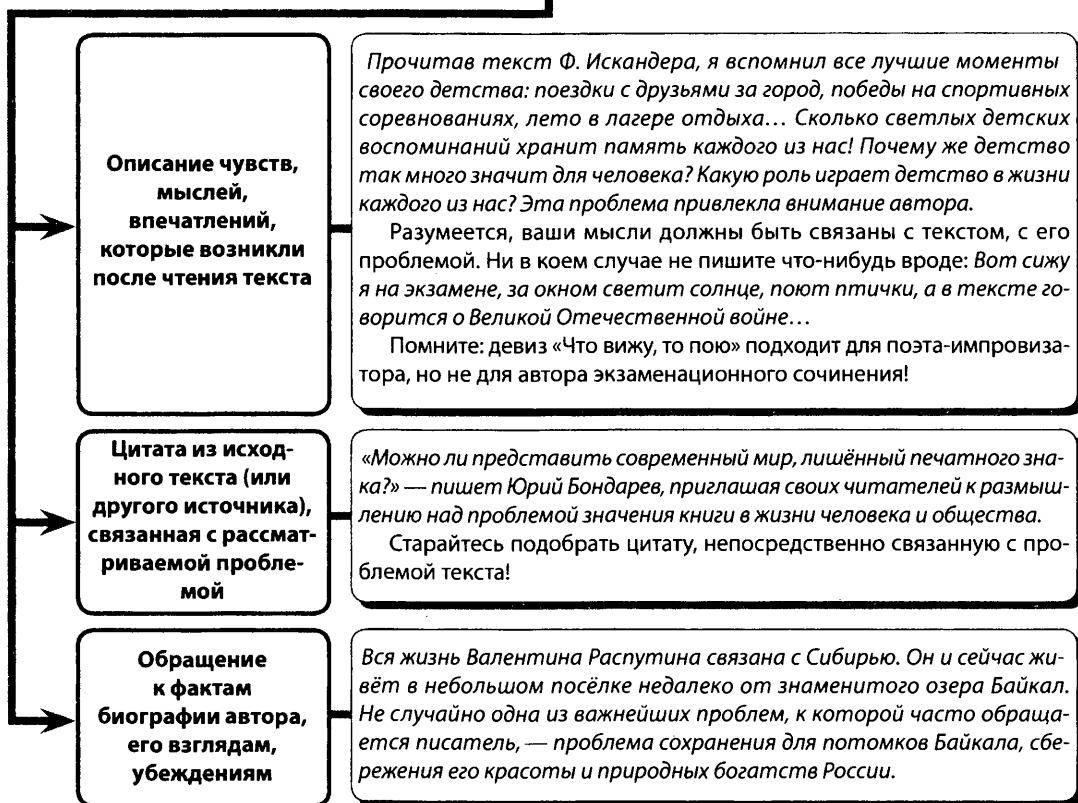 Описание чувств,
мыслей,
впечатлений,
которые возникли
после чтения текста
Прочитав текст Ф. Искандера, я вспомнил все лучшие моменты
своего детства: поездки с друзьями за город, победы на спортивных
соревнованиях, лето в лагере отдыха... Сколько светлых детских
воспоминаний хранит память каждого из нас! Почему же детство
так много значит для человека? Какую роль играет детство в жизни
каждого из нас? Эта проблема привлекла внимание автора.
Разумеется, ваши мысли должны быть связаны с текстом, с его
проблемой. Ни в коем случае не пишите что-нибудь вроде: Вот сижу
я на экзамене, за окном светит солнце, поют птички, а в тексте го-
ворится о Великой Отечественной войне...
Помните: девиз «Что вижу, то пою» подходит для поэта-импровиза-
тора, но не для автора экзаменационного сочинения!
Цитата из исход-
ного текста (или
другого источника),
связанная с рассмат-
риваемой пробле-
мой
«Можно ли представить современный мир, лишённый печатного зна-
ка?» — пишет Юрий Бондарев, приглашая своих читателей к размыш-
лению над проблемой значения книги в жизни человека и общества.
Старайтесь подобрать цитату, непосредственно связанную с про-
блемой текста!
Обращение
к фактам
биографии автора,
его взглядам,
убеждениям
Вся жизнь Валентина Распутина связана с Сибирью. Он и сейчас жи-
вёт в небольшом посёлке недалеко от знаменитого озера Байкал.
Не случайно одна из важнейших проблем, к которой часто обраща-
ется писатель, — проблема сохранения для потомков Байкала, сбе-
режения его красоты и природных богатств России.